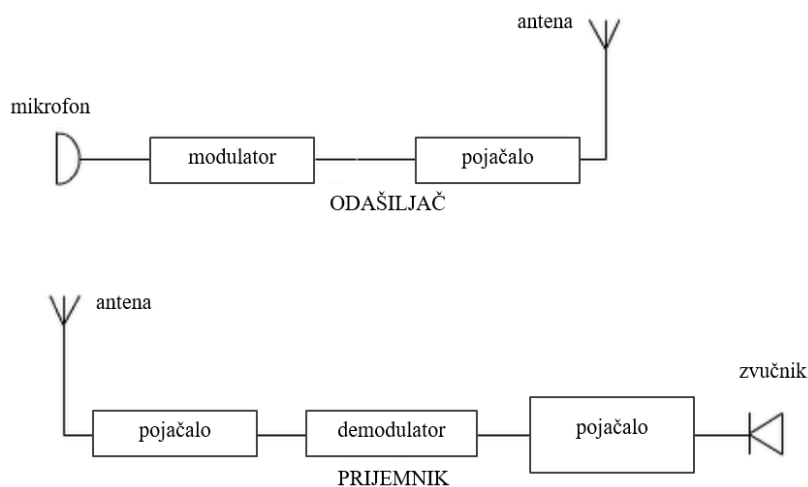 antena
mikrofon
modulator
pojačalo
ODAŠILJAČ
antena
zvučnik
pojačalo
demodulator
pojačalo
PRIJEMNIK